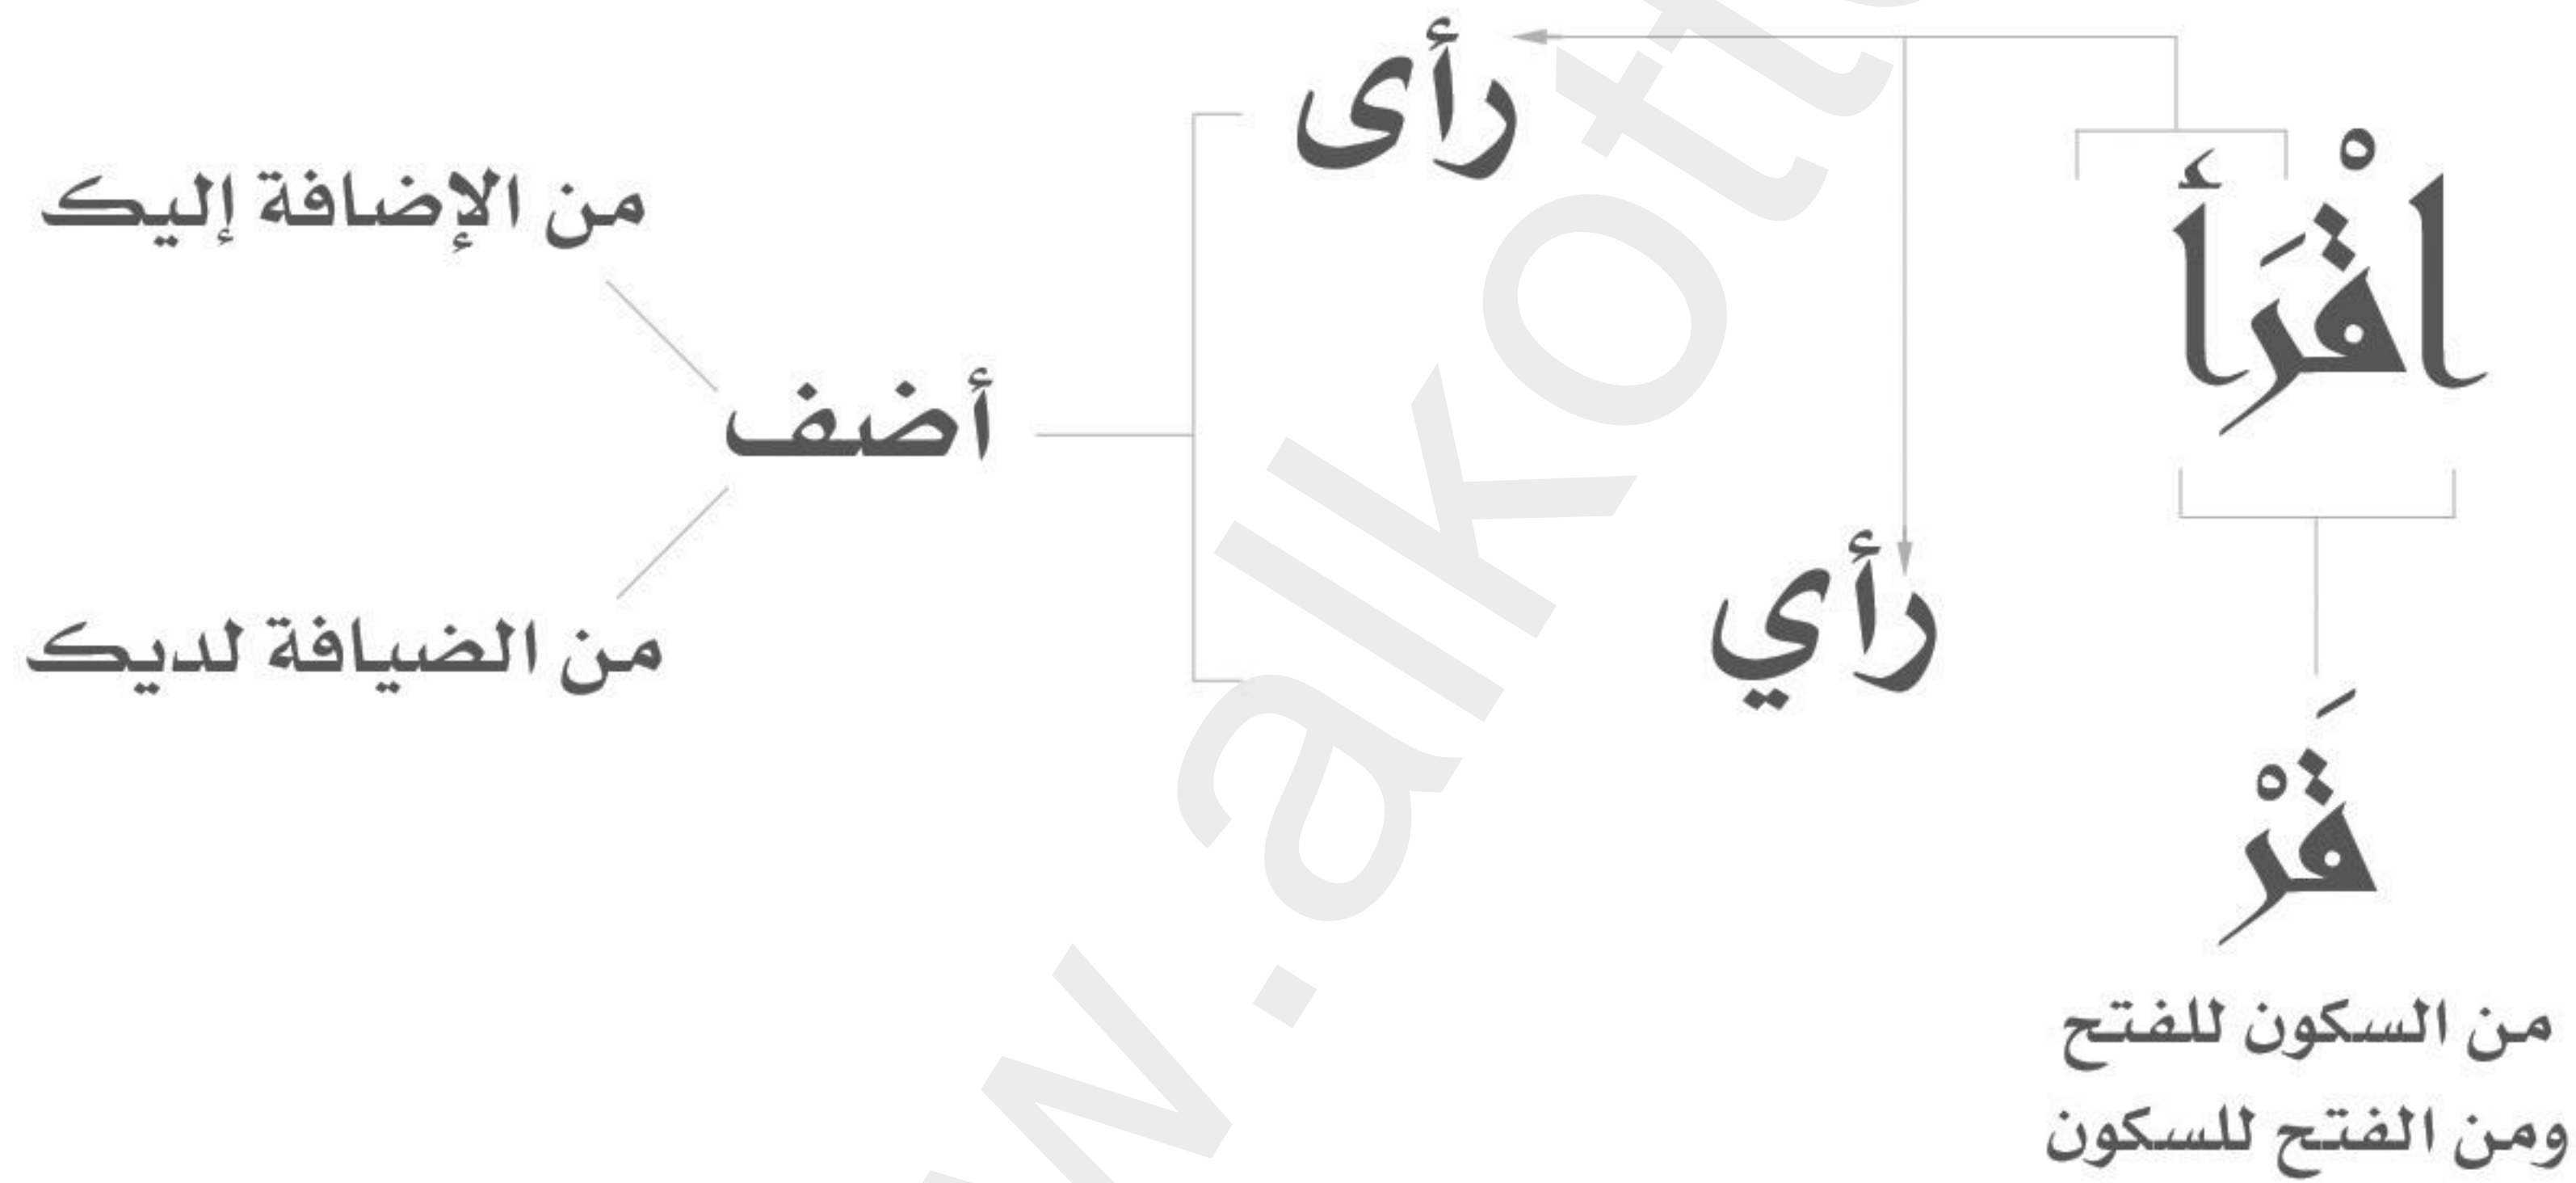 اقْرَأ
رأى
رأي
أضف
من الإضافة إليك
من الضيافة لديك
قَرْ
من السكون للفتح
ومن الفتح للسكون